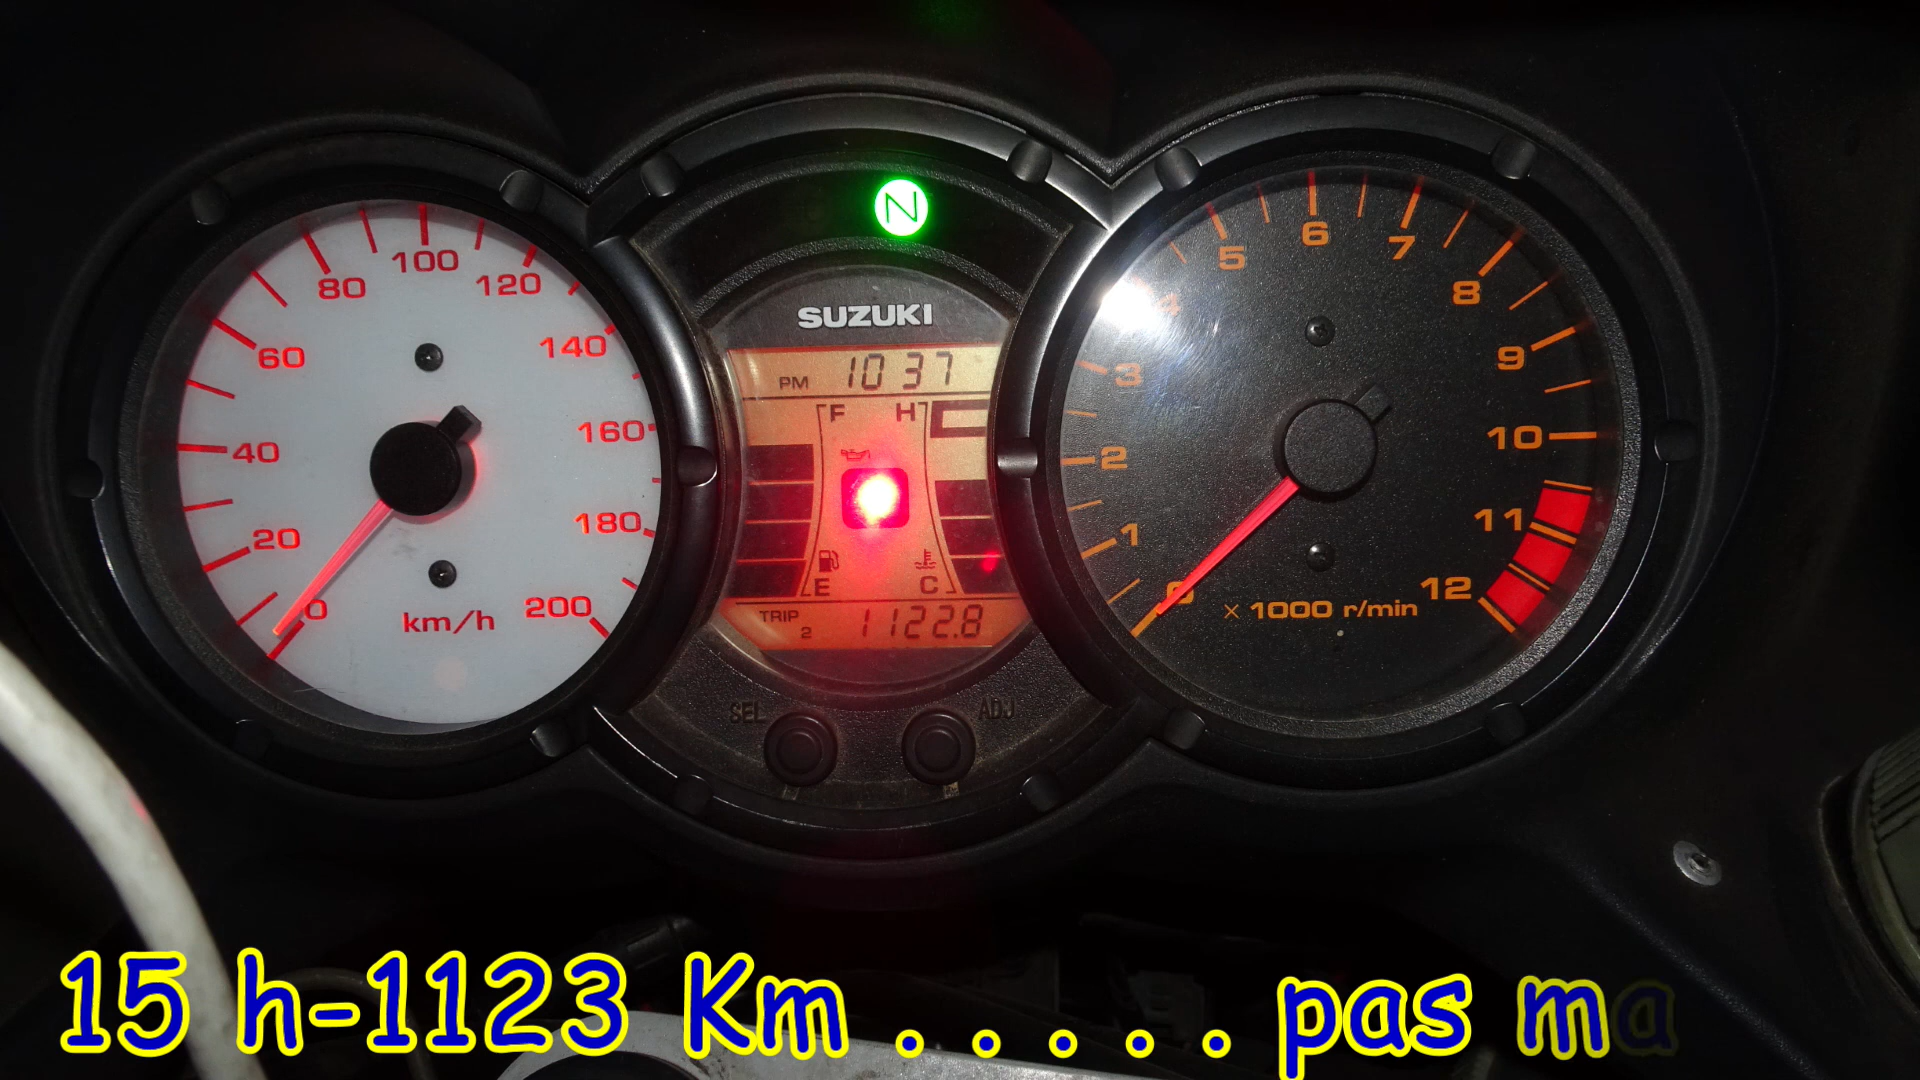 80 100 120
60 140
40 160
20 180
0 km/h 200
N
SUZUKI
PM 10 37
F H
E C
TRIP 2 1122.8
SEL ADJ
5 6 7
4 8
3 9
2 10
1 11
0 x 1000 r/min 12
15 h-1123 Km . . . . . pas ma